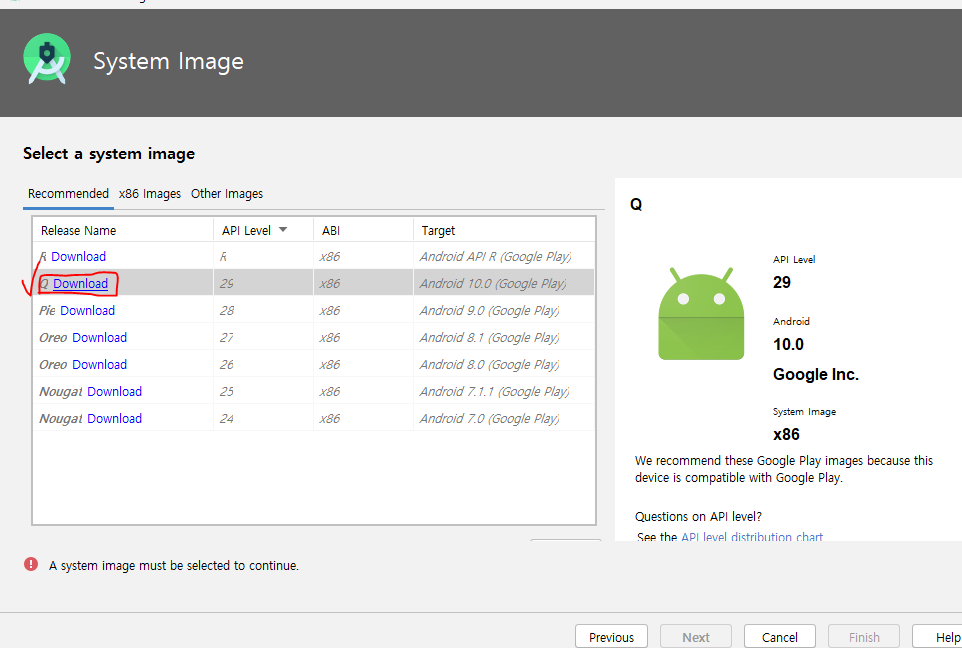 System Image
Select a system image
Recommended x86 Images Other Images
Release Name API Level ABI Target
R Download R x86 Android API R (Google Play)
Q Download 29 x86 Android 10.0 (Google Play)
Pie Download 28 x86 Android 9.0 (Google Play)
Oreo Download 27 x86 Android 8.1 (Google Play)
Oreo Download 26 x86 Android 8.0 (Google Play)
Nougat Download 25 x86 Android 7.1.1 (Google Play)
Nougat Download 24 x86 Android 7.0 (Google Play)
Q
API Level
29
Android
10.0
Google Inc.
System Image
x86
We recommend these Google Play images because this
device is compatible with Google Play.
Questions on API level?
See the API level distribution chart
A system image must be selected to continue.
Previous Next Cancel Finish Help